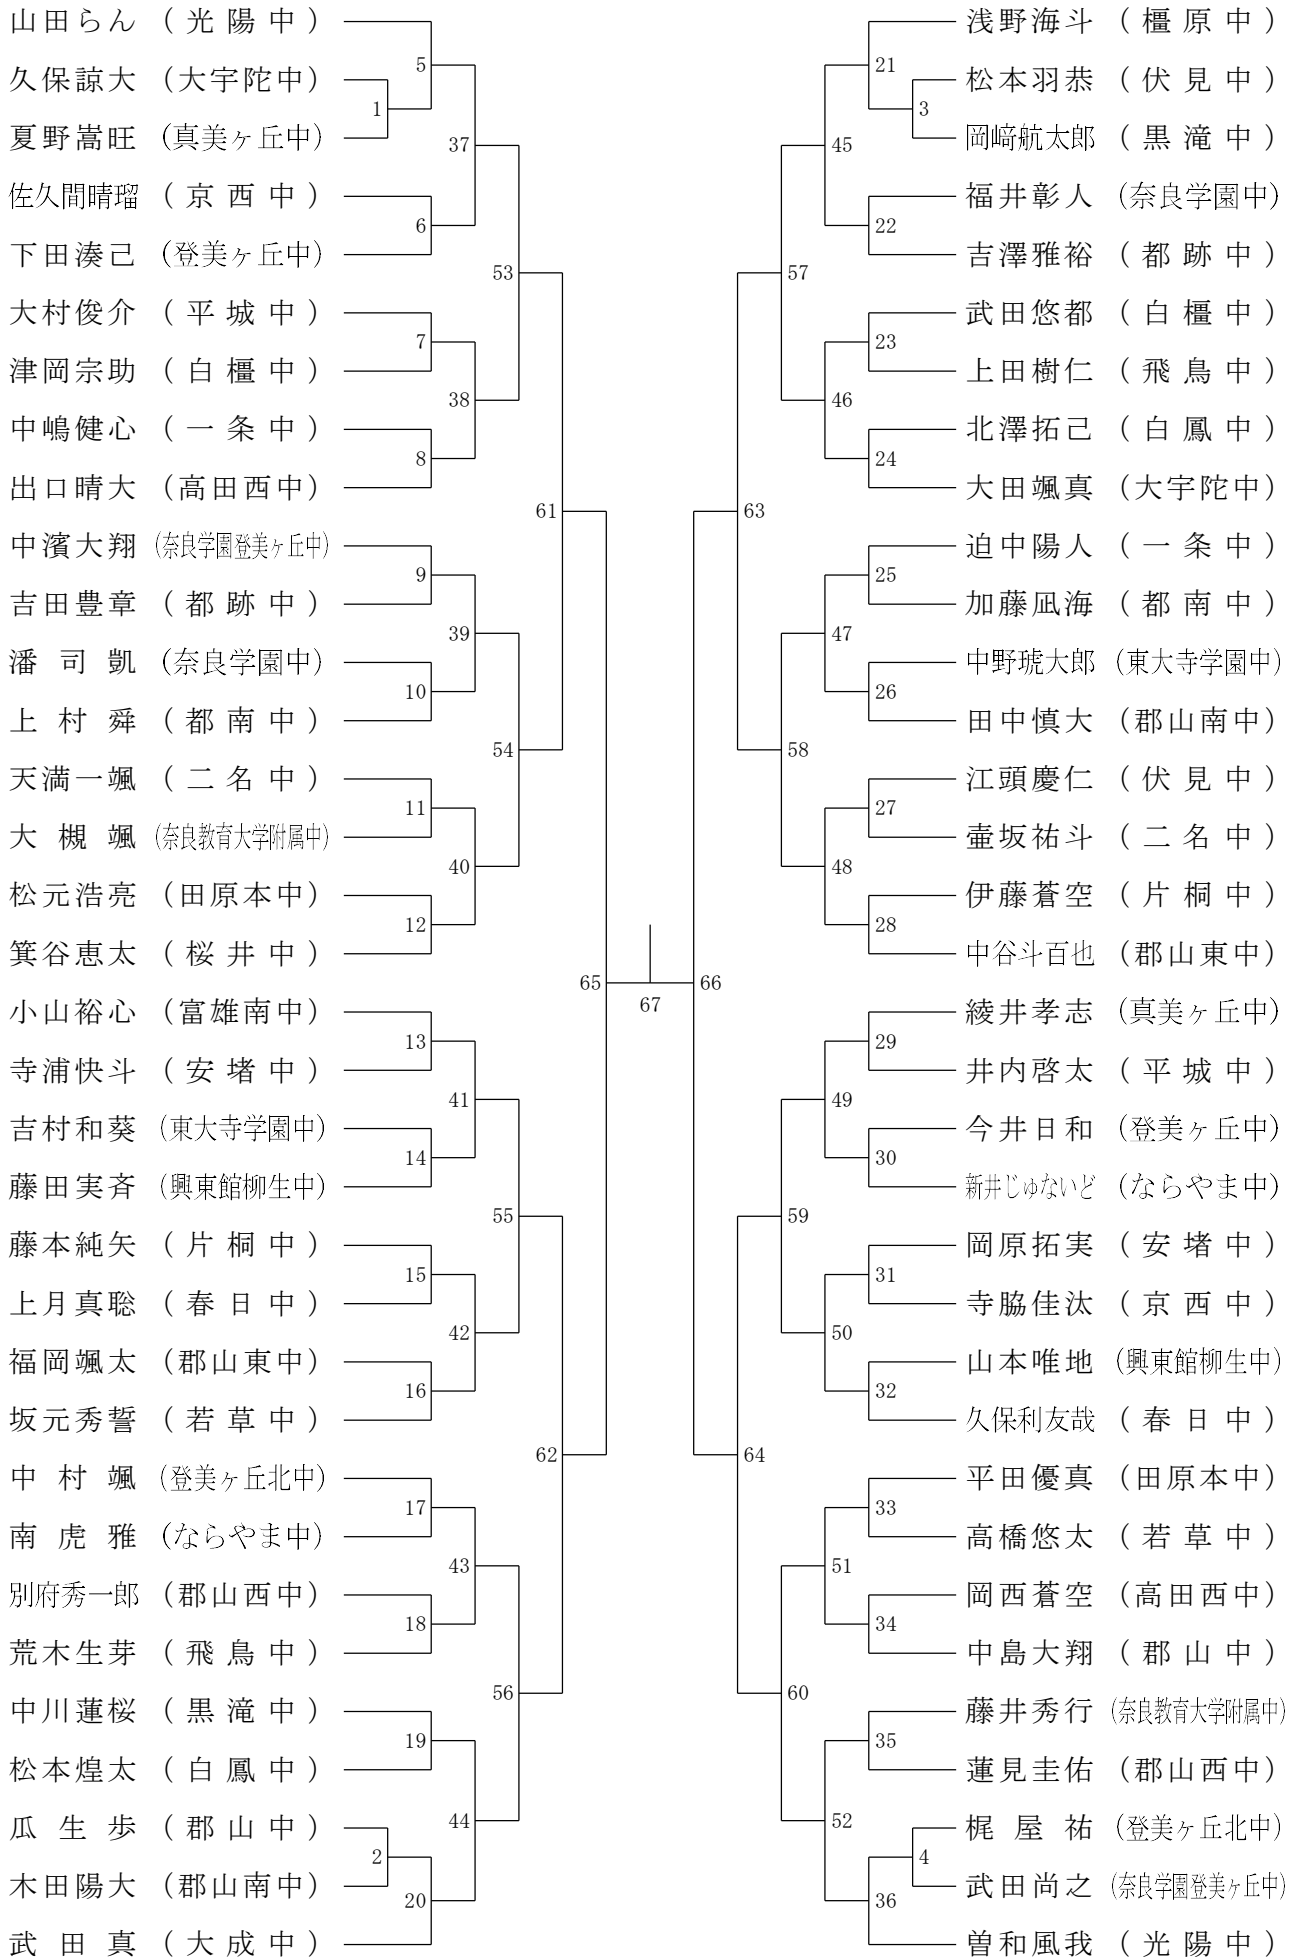 山田らん (光陽中)
5
久保諒大 (大宇陀中)
1
夏野嵩旺 (真美ヶ丘中)
37
佐久間晴瑠 (京西中)
6
下田湊己 (登美ヶ丘中)
53
大村俊介 (平城中)
7
津岡宗助 (白橿中)
38
中嶋健心 (一条中)
8
出口晴大 (高田西中)
61
中濱大翔 (奈良学園登美ヶ丘中)
9
吉田豊章 (都跡中)
39
潘司凱 (奈良学園中)
10
上村舜 (都南中)
54
天満一颯 (二名中)
11
大槻颯 (奈良教育大学附属中)
40
松元浩亮 (田原本中)
12
箕谷恵太 (桜井中)
65
小山裕心 (富雄南中)
13
寺浦快斗 (安堵中)
41
吉村和葵 (東大寺学園中)
14
藤田実斉 (興東館柳生中)
55
藤本純矢 (片桐中)
15
上月真聡 (春日中)
42
福岡颯太 (郡山東中)
16
坂元秀誓 (若草中)
62
中村颯 (登美ヶ丘北中)
17
南虎雅 (ならやま中)
43
別府秀一郎 (郡山西中)
18
荒木生芽 (飛鳥中)
56
中川蓮桜 (黒滝中)
19
松本煌太 (白鳳中)
44
瓜生歩 (郡山中)
2
木田陽大 (郡山南中)
20
武田真 (大成中)
67
浅野海斗 (橿原中)
21
松本羽恭 (伏見中)
3
岡﨑航太郎 (黒滝中)
45
福井彰人 (奈良学園中)
22
吉澤雅裕 (都跡中)
57
武田悠都 (白橿中)
23
上田樹仁 (飛鳥中)
46
北澤拓己 (白鳳中)
24
大田颯真 (大宇陀中)
63
迫中陽人 (一条中)
25
加藤凪海 (都南中)
47
中野琥大郎 (東大寺学園中)
26
田中慎大 (郡山南中)
58
江頭慶仁 (伏見中)
27
壷坂祐斗 (二名中)
48
伊藤蒼空 (片桐中)
28
中谷斗百也 (郡山東中)
66
綾井孝志 (真美ヶ丘中)
29
井内啓太 (平城中)
49
今井日和 (登美ヶ丘中)
30
新井じゅないど (ならやま中)
59
岡原拓実 (安堵中)
31
寺脇佳汰 (京西中)
50
山本唯地 (興東館柳生中)
32
久保利友哉 (春日中)
64
平田優真 (田原本中)
33
高橋悠太 (若草中)
51
岡西蒼空 (高田西中)
34
中島大翔 (郡山中)
60
藤井秀行 (奈良教育大学附属中)
35
蓮見圭佑 (郡山西中)
52
梶屋祐 (登美ヶ丘北中)
4
武田尚之 (奈良学園登美ヶ丘中)
36
曽和風我 (光陽中)